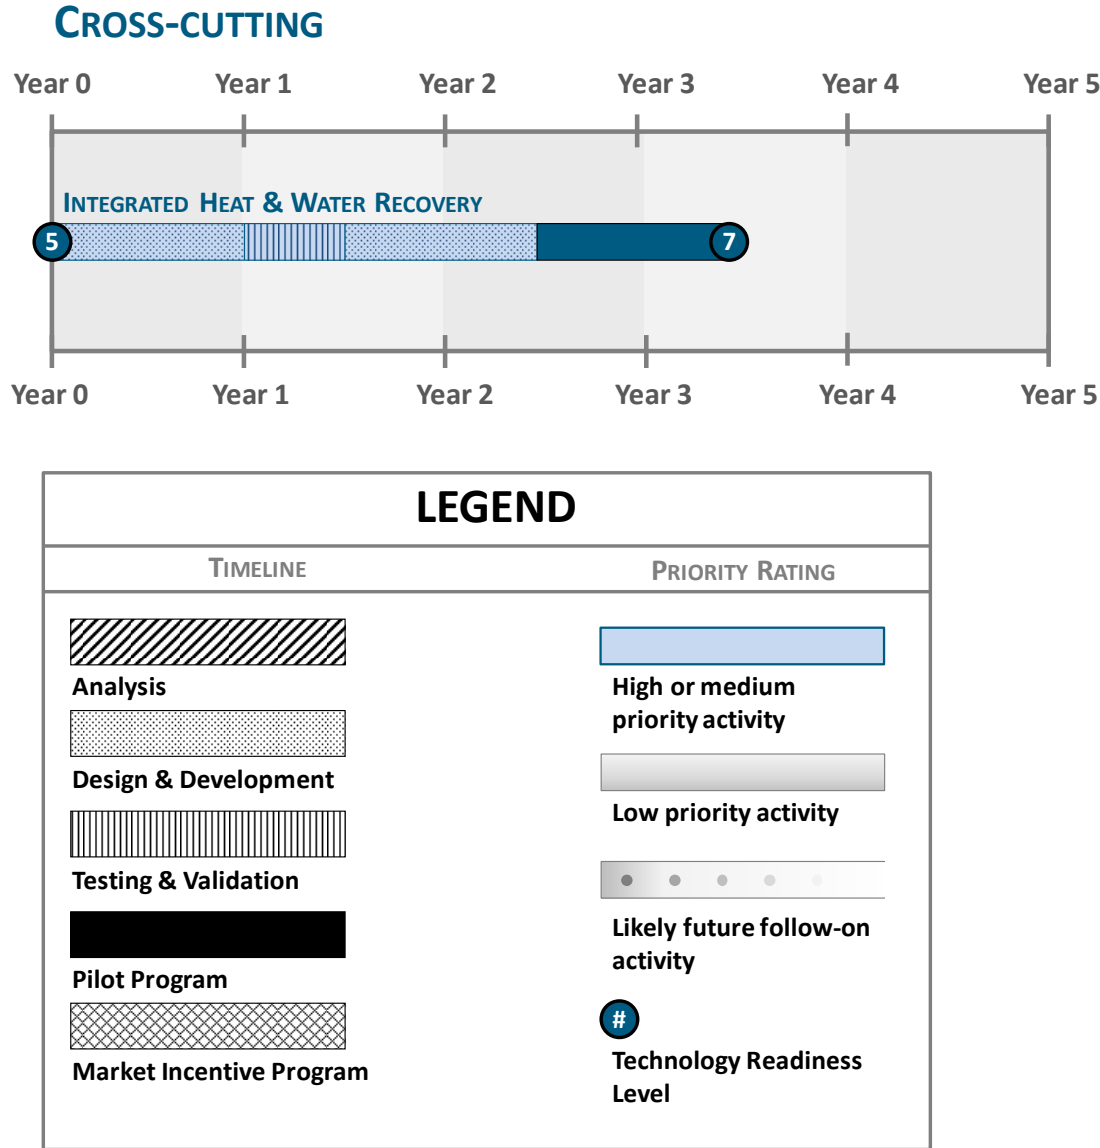 CROSS-CUTTING
Year 0 Year 1 Year 2 Year 3 Year 4 Year 5
INTEGRATED HEAT & WATER RECOVERY
5 7
Year 0 Year 1 Year 2 Year 3 Year 4 Year 5
LEGEND
TIMELINE PRIORITY RATING
Analysis
Design & Development
Testing & Validation
Pilot Program
Market Incentive Program
High or medium
priority activity
Low priority activity
Likely future follow-on
activity
#
Technology Readiness
Level